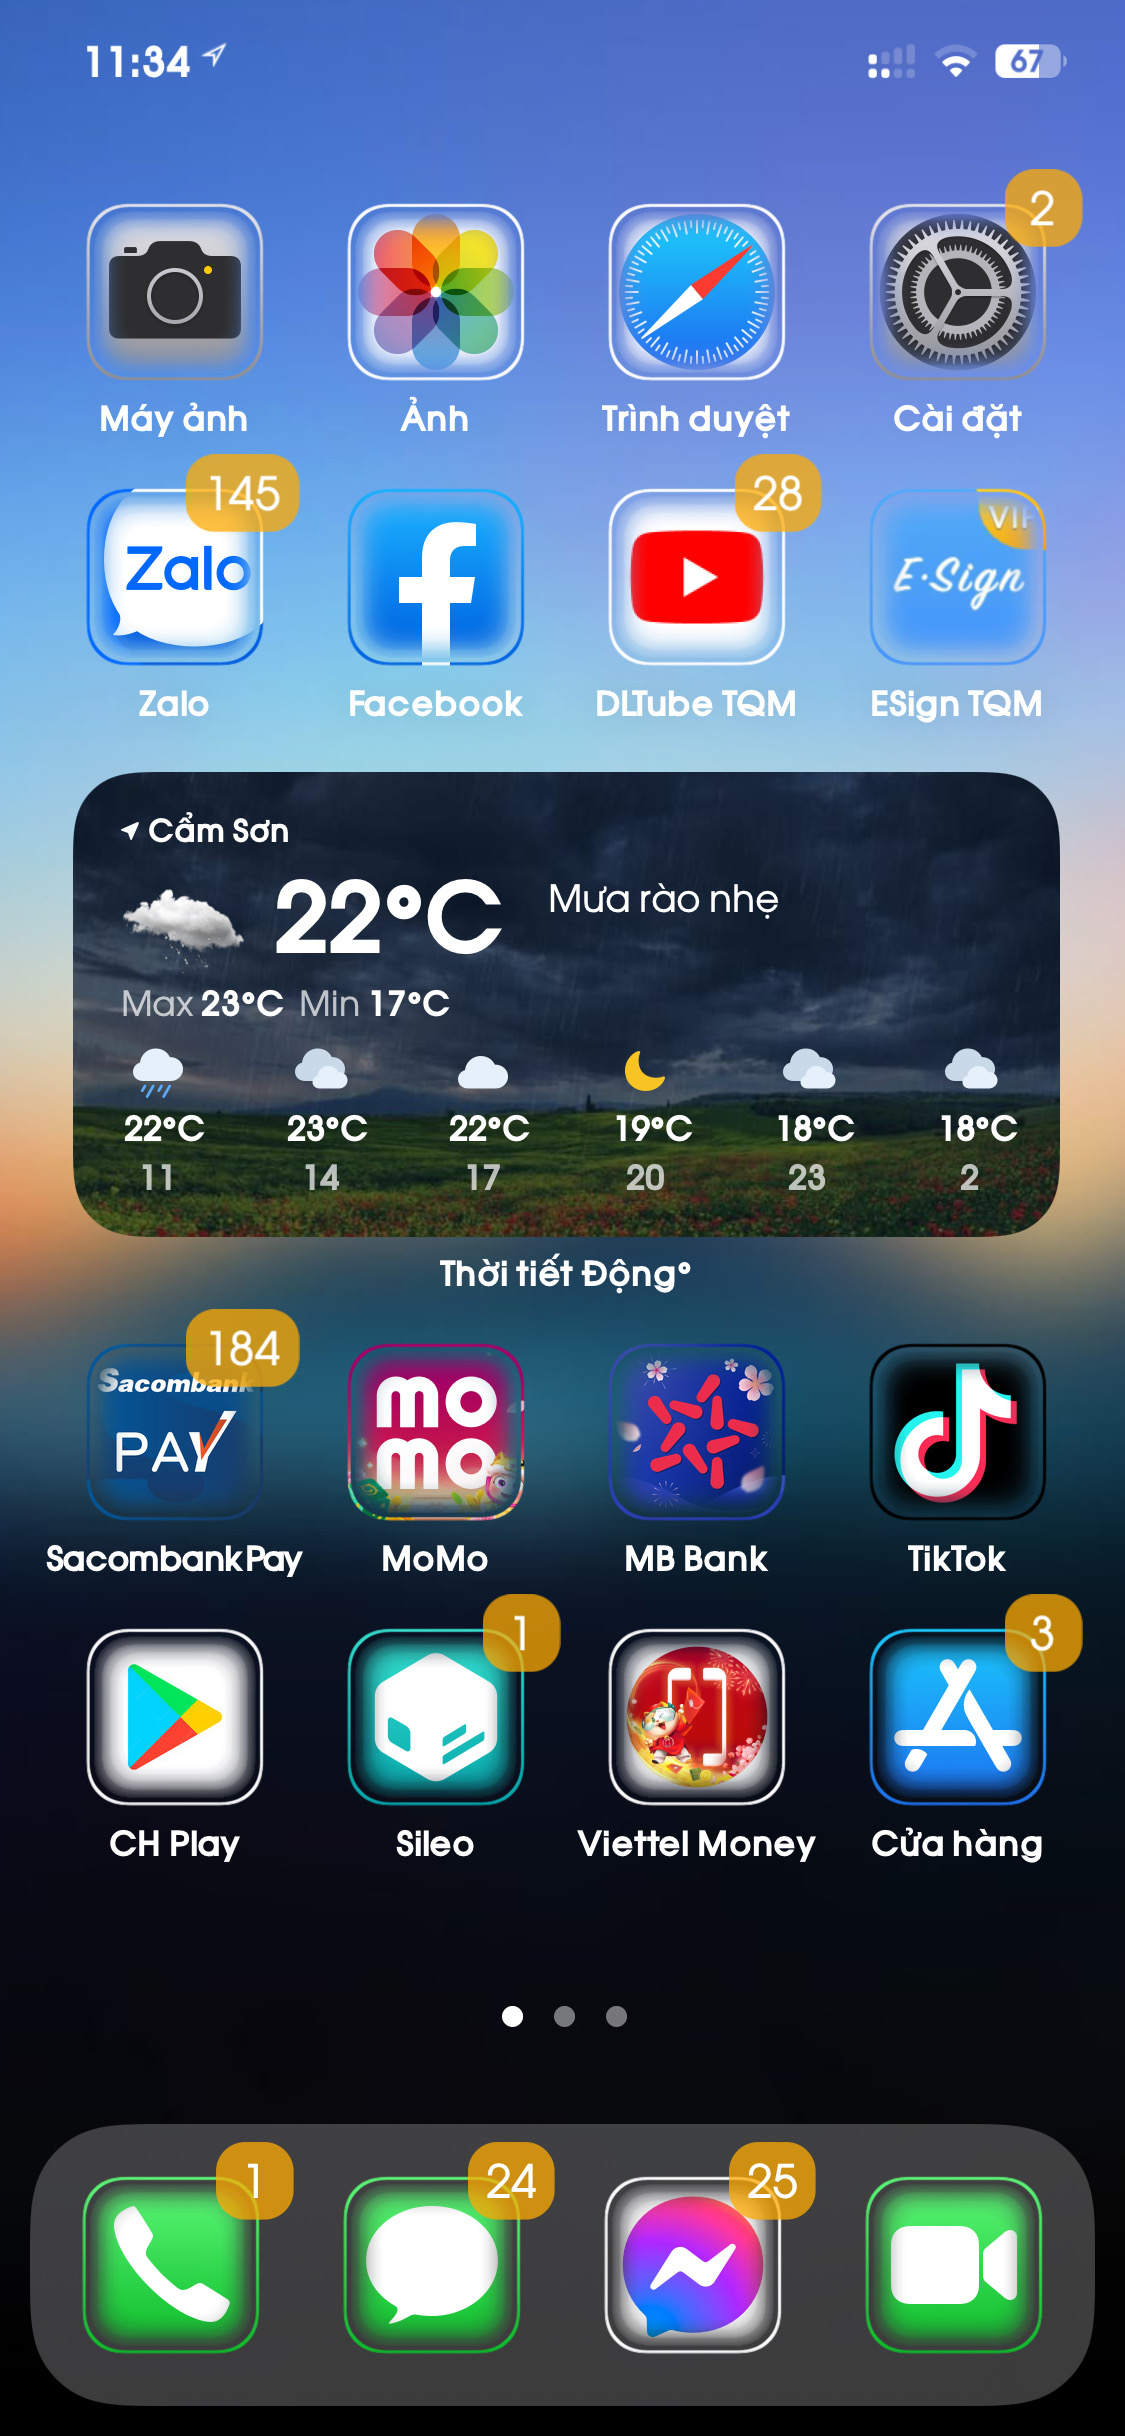 11:34
67
2
Máy ảnh
Ảnh
Trình duyệt
Cài đặt
145
28
VIP
Zalo
E·Sign
Zalo
Facebook
DLTube TQM
ESign TQM
Cẩm Sơn
22°C
Mưa rào nhẹ
Max 23°C Min 17°C
22°C 23°C 22°C 19°C 18°C 18°C
11 14 17 20 23 2
Thời tiết Động°
184
Sacombank
PAY
mo
mo
SacombankPay
MoMo
MB Bank
TikTok
1
3
CH Play
Sileo
Viettel Money
Cửa hàng
1
24
25